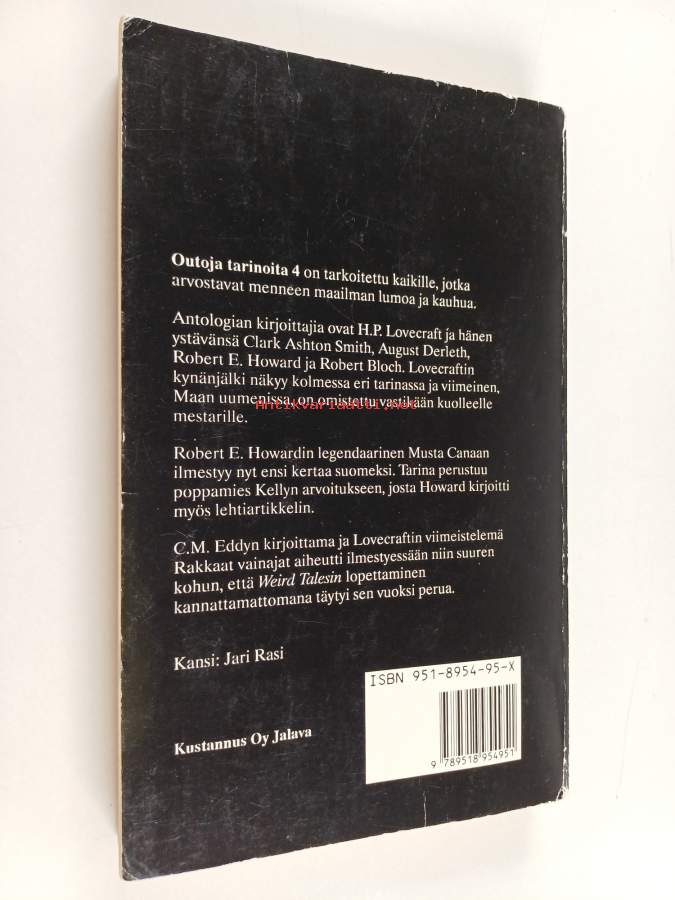 Outoja tarinoita 4 on tarkoitettu kaikille, jotka
arvostavat menneen maailman lumoa ja kauhua.
Antologian kirjoittajia ovat H.P. Lovecraft ja hänen
ystävänsä Clark Ashton Smith, August Derleth,
Robert E. Howard ja Robert Bloch. Lovecraftin
kynänjälki näkyy kolmessa eri tarinassa ja viimeinen,
Maan uumenissa, on omistettu vastikään kuolleelle
mestarille.
Antikvariaatti.net
Robert E. Howardin legendaarinen Musta Canaan
ilmestyy nyt ensi kertaa suomeksi. Tarina perustuu
poppamies Kellyn arvoitukseen, josta Howard kirjoitti
myös lehtiartikkelin.
C.M. Eddyn kirjoittama ja Lovecraftin viimeistelemä
Rakkaat vainajat aiheutti ilmestyessään niin suuren
kohun, että Weird Talesin lopettaminen
kannattamattomana täytyi sen vuoksi perua.
Kansi: Jari Rasi
Kustannus Oy Jalava
ISBN 951-8954-95-X
9 789518 954951